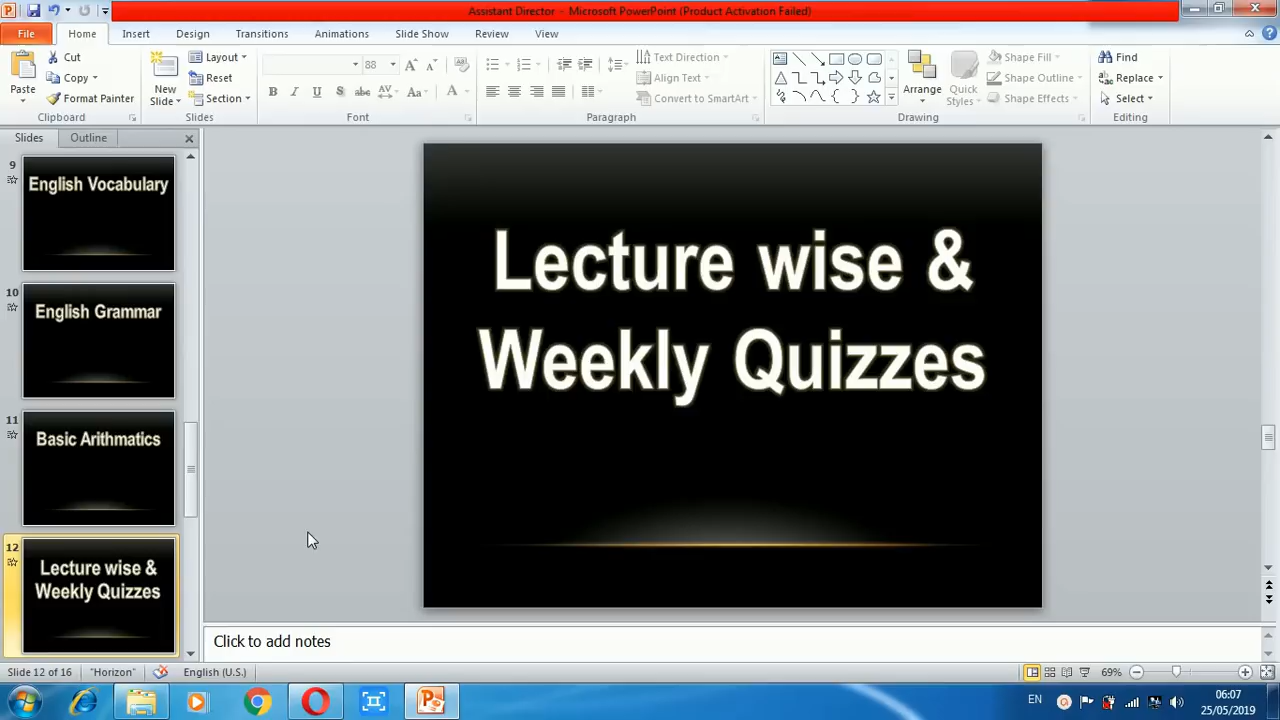 Assistant Director - Microsoft PowerPoint (Product Activation Failed)
File Home Insert Design Transitions Animations Slide Show Review View
Paste
Cut
Copy
Format Painter
Clipboard
New
Slide
Layout
Reset
Section
Slides
88
Font
Text Direction
Align Text
Convert to SmartArt
Paragraph
Arrange
Quick
Styles
Shape Fill
Shape Outline
Shape Effects
Drawing
Find
Replace
Select
Editing
Slides Outline
9
English Vocabulary
10
English Grammar
11
Basic Arithmatics
12
Lecture wise &
Weekly Quizzes
Lecture wise &
Weekly Quizzes
Click to add notes
Slide 12 of 16 "Horizon" English (U.S.) 69%
EN
06:07
25/05/2019